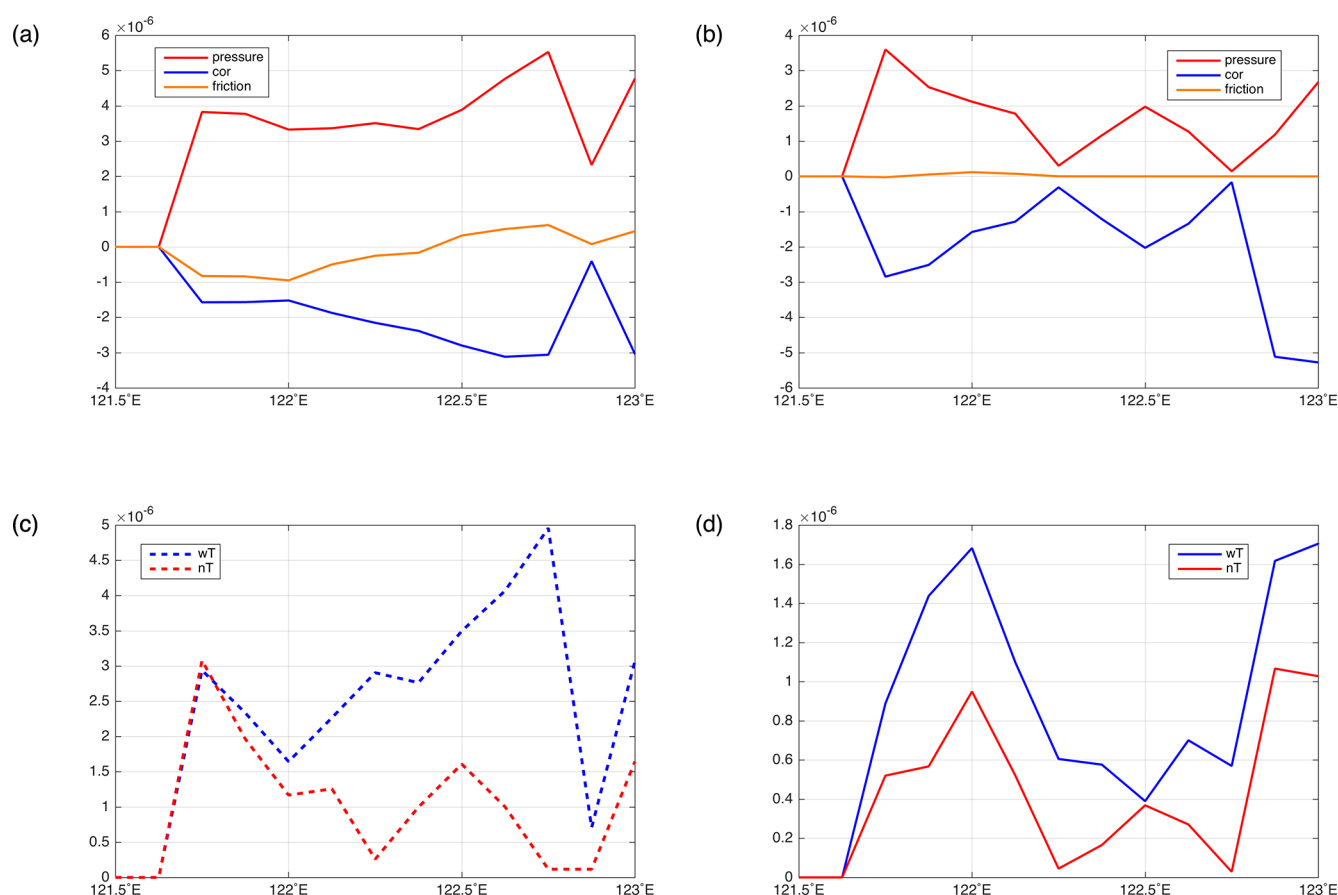 (a)
×10⁻⁶
6
5
4
3
2
1
0
-1
-2
-3
-4
pressure
cor
friction
121.5°E
122°E
122.5°E
123°E
(b)
×10⁻⁶
4
3
2
1
0
-1
-2
-3
-4
-5
-6
pressure
cor
friction
121.5°E
122°E
122.5°E
123°E
(c)
×10⁻⁶
5
4.5
4
3.5
3
2.5
2
1.5
1
0.5
0
wT
nT
121.5°E
122°E
122.5°E
123°E
(d)
×10⁻⁶
1.8
1.6
1.4
1.2
1
0.8
0.6
0.4
0.2
0
wT
nT
121.5°E
122°E
122.5°E
123°E